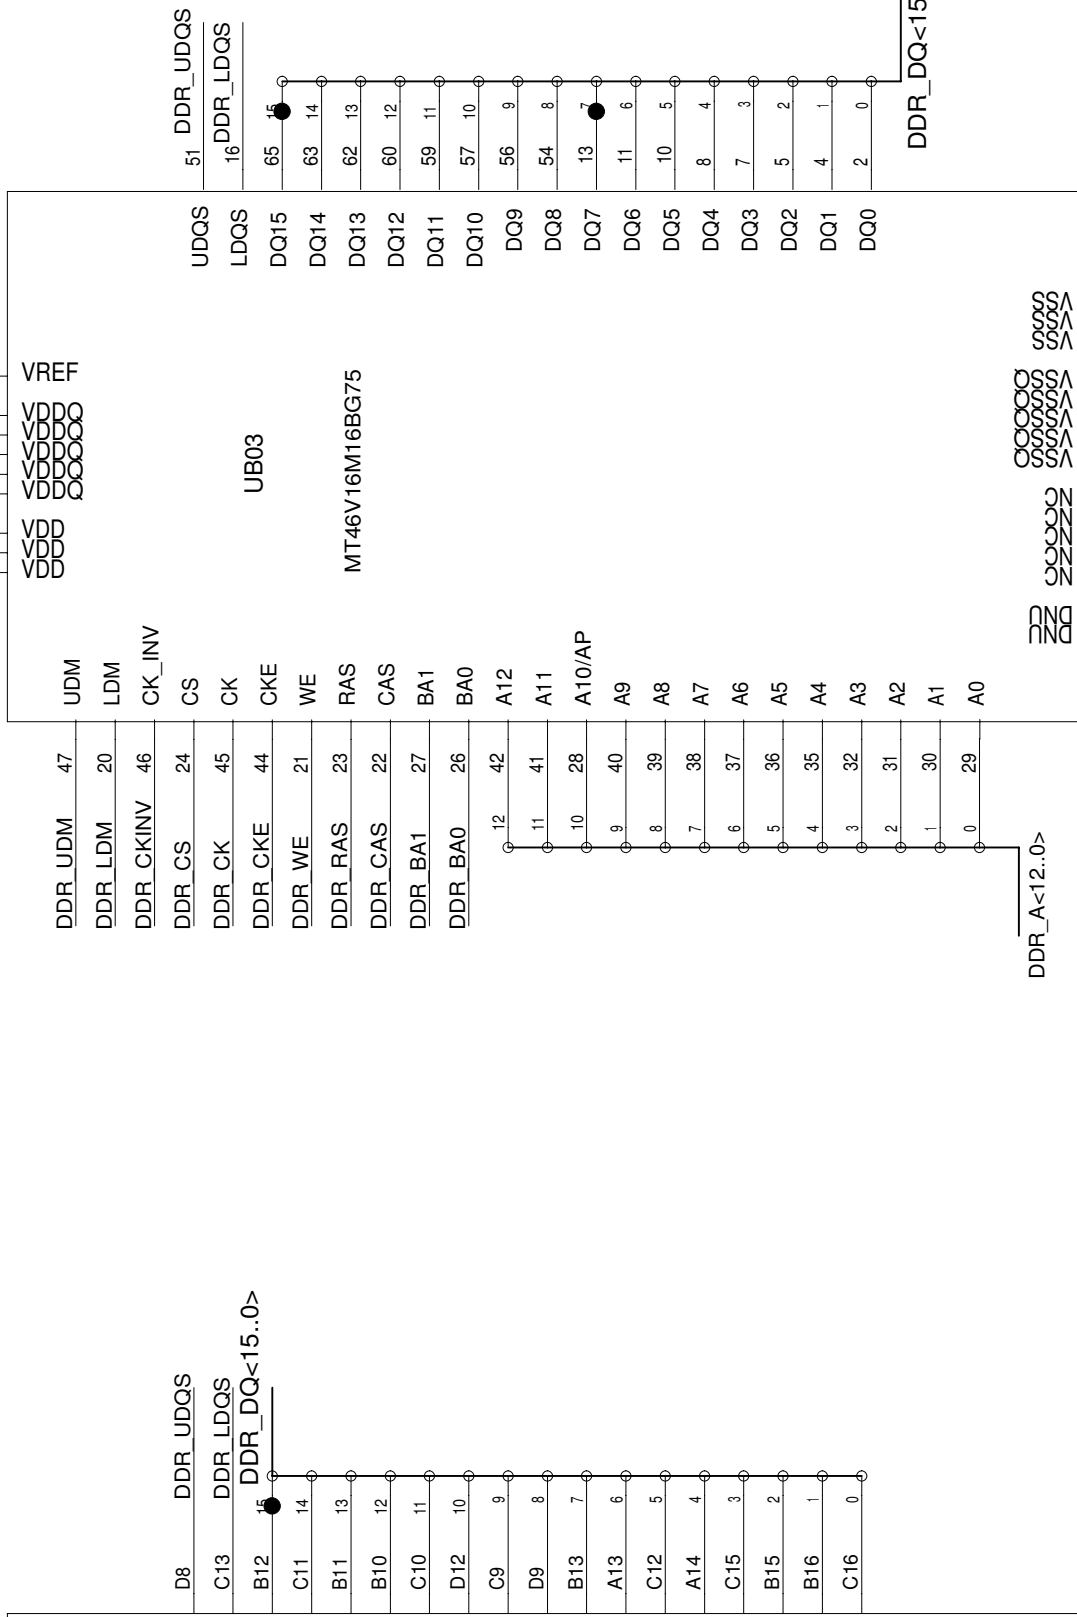 DDR_UDQS
DDR_LDQS
51
16
65
63
62
60
59
57
56
54
13
11
10
8
7
5
4
2
15
14
13
12
11
10
9
8
7
6
5
4
3
2
1
0
DDR_DQ<15
UDQS
LDQS
DQ15
DQ14
DQ13
DQ12
DQ11
DQ10
DQ9
DQ8
DQ7
DQ6
DQ5
DQ4
DQ3
DQ2
DQ1
DQ0
VREF
VDDQ
VDDQ
VDDQ
VDDQ
VDDQ
VDD
VDD
VDD
UB03
MT46V16M16BG75
VSS
VSS
VSS
VSSQ
VSSQ
VSSQ
VSSQ
VSSQ
NC
NC
NC
NC
NC
DNU
DNU
UDM
LDM
CK_INV
CS
CK
CKE
WE
RAS
CAS
BA1
BA0
A12
A11
A10/AP
A9
A8
A7
A6
A5
A4
A3
A2
A1
A0
47
20
46
24
45
44
21
23
22
27
26
42
41
28
40
39
38
37
36
35
32
31
30
29
DDR_UDM
DDR_LDM
DDR_CKINV
DDR_CS
DDR_CK
DDR_CKE
DDR_WE
DDR_RAS
DDR_CAS
DDR_BA1
DDR_BA0
12
11
10
9
8
7
6
5
4
3
2
1
0
DDR_A<12..0>
DDR_UDQS
DDR_LDQS
DDR_DQ<15..0>
15
14
13
12
11
10
9
8
7
6
5
4
3
2
1
0
D8
C13
B12
C11
B11
B10
C10
D12
C9
D9
B13
A13
C12
A14
C15
B15
B16
C16